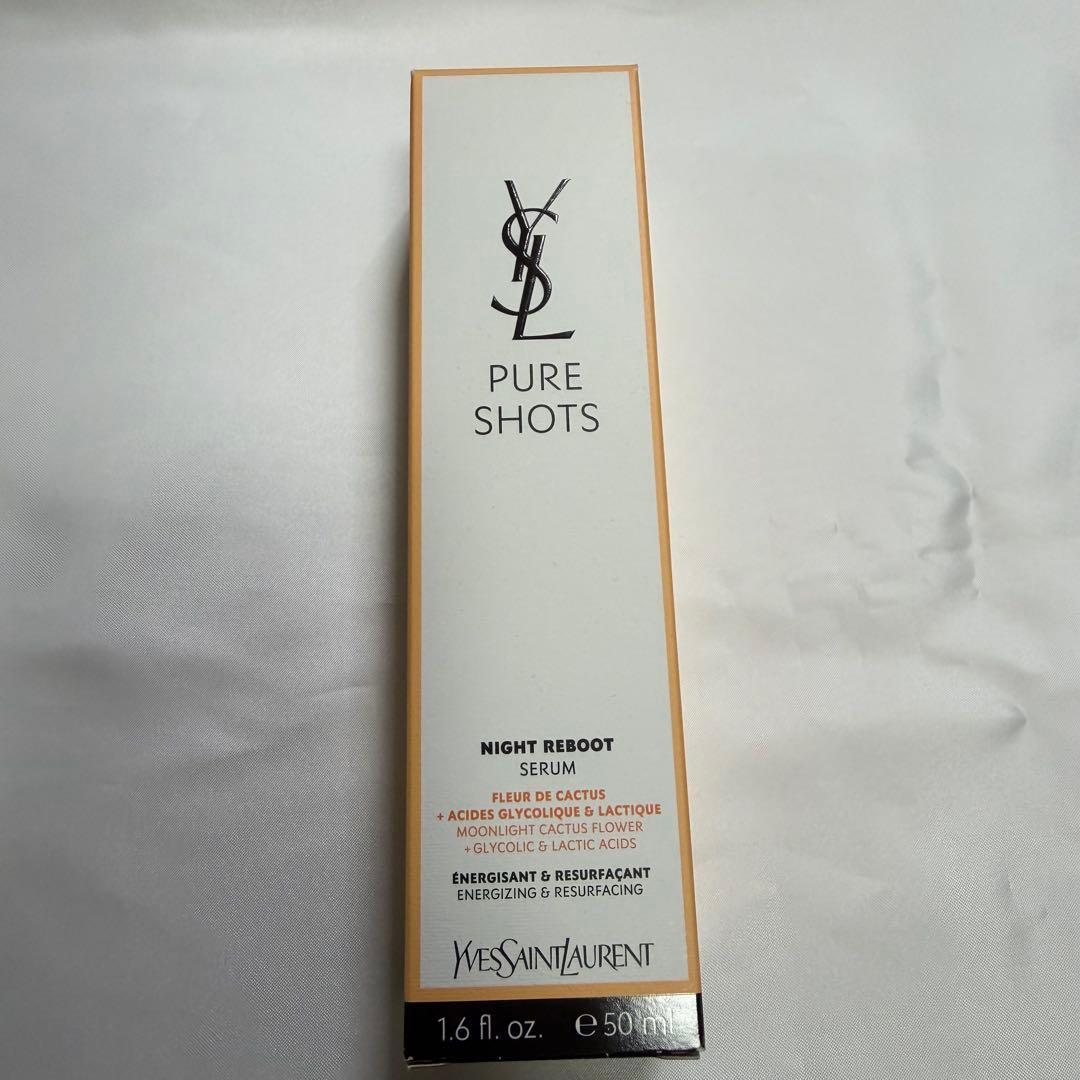 YSL
PURE
SHOTS
NIGHT REBOOT
SERUM
FLEUR DE CACTUS
+ ACIDES GLYCOLIQUE & LACTIQUE
MOONLIGHT CACTUS FLOWER
+ GLYCOLIC & LACTIC ACIDS
ÉNERGISANT & RESURFAÇANT
ENERGIZING & RESURFACING
YVESSAINTLAURENT
1.6 fl. oz. ℮ 50 ml